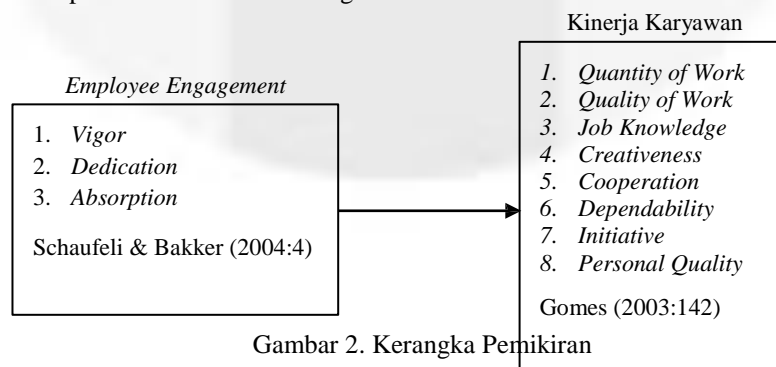 Kinerja Karyawan
Employee Engagement
1. Vigor
2. Dedication
3. Absorption
Schaufeli & Bakker (2004:4)
1. Quantity of Work
2. Quality of Work
3. Job Knowledge
4. Creativeness
5. Cooperation
6. Dependability
7. Initiative
8. Personal Quality
Gomes (2003:142)
Gambar 2. Kerangka Pemikiran